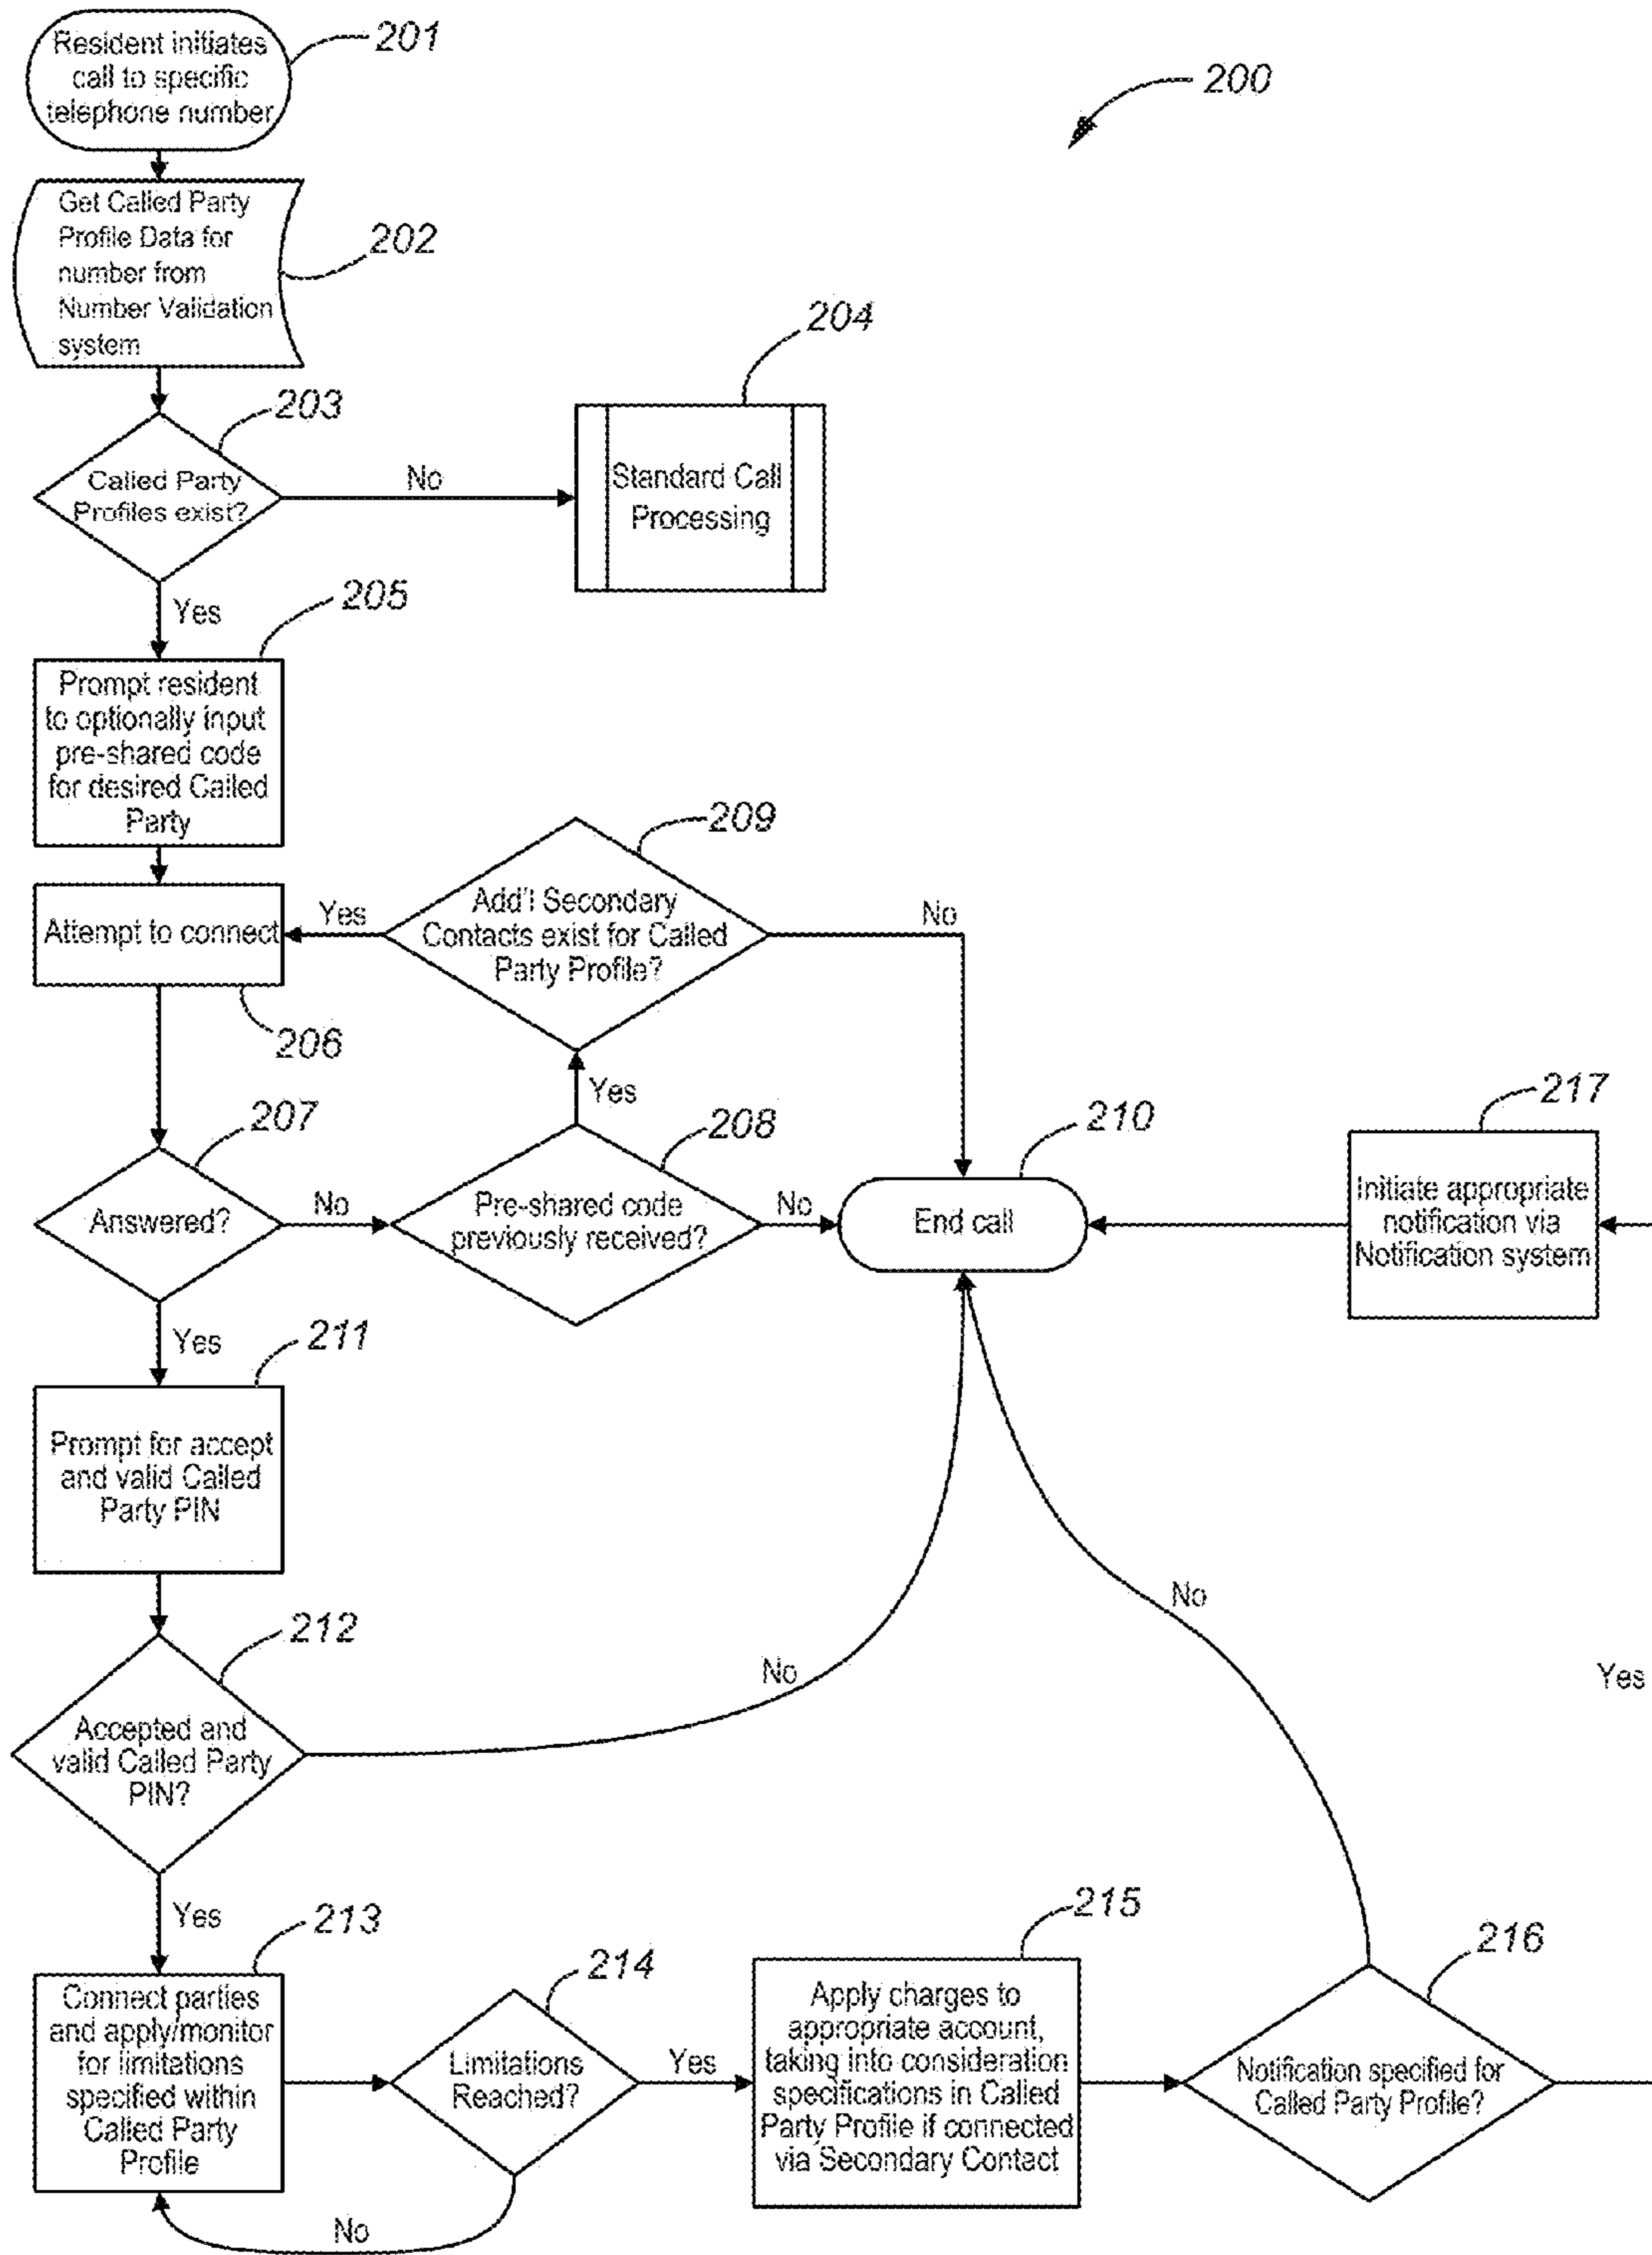 Resident initiates
call to specific
telephone number
201
200
Get Called Party
Profile Data for
number from
Number Validation
system
202
204
203
Called Party
Profiles exist?
No
Standard Call
Processing
Yes
205
Prompt resident
to optionally input
pre-shared code
for desired Called
Party
209
Add'l Secondary
Contacts exist for Called
Party Profile?
Yes
No
Attempt to connect
206
Yes
207
208
210
217
Answered?
No
Pre-shared code
previously received?
No
End call
Initiate appropriate
notification via
Notification system
Yes
211
Prompt for accept
and valid Called
Party PIN
No
212
No
Yes
Accepted and
valid Called Party
PIN?
Yes
213
214
215
216
Connect parties
and apply/monitor
for limitations
specified within
Called Party
Profile
Limitations
Reached?
Yes
Apply charges to
appropriate account,
taking into consideration
specifications in Called
Party Profile if connected
via Secondary Contact
Notification specified for
Called Party Profile?
No